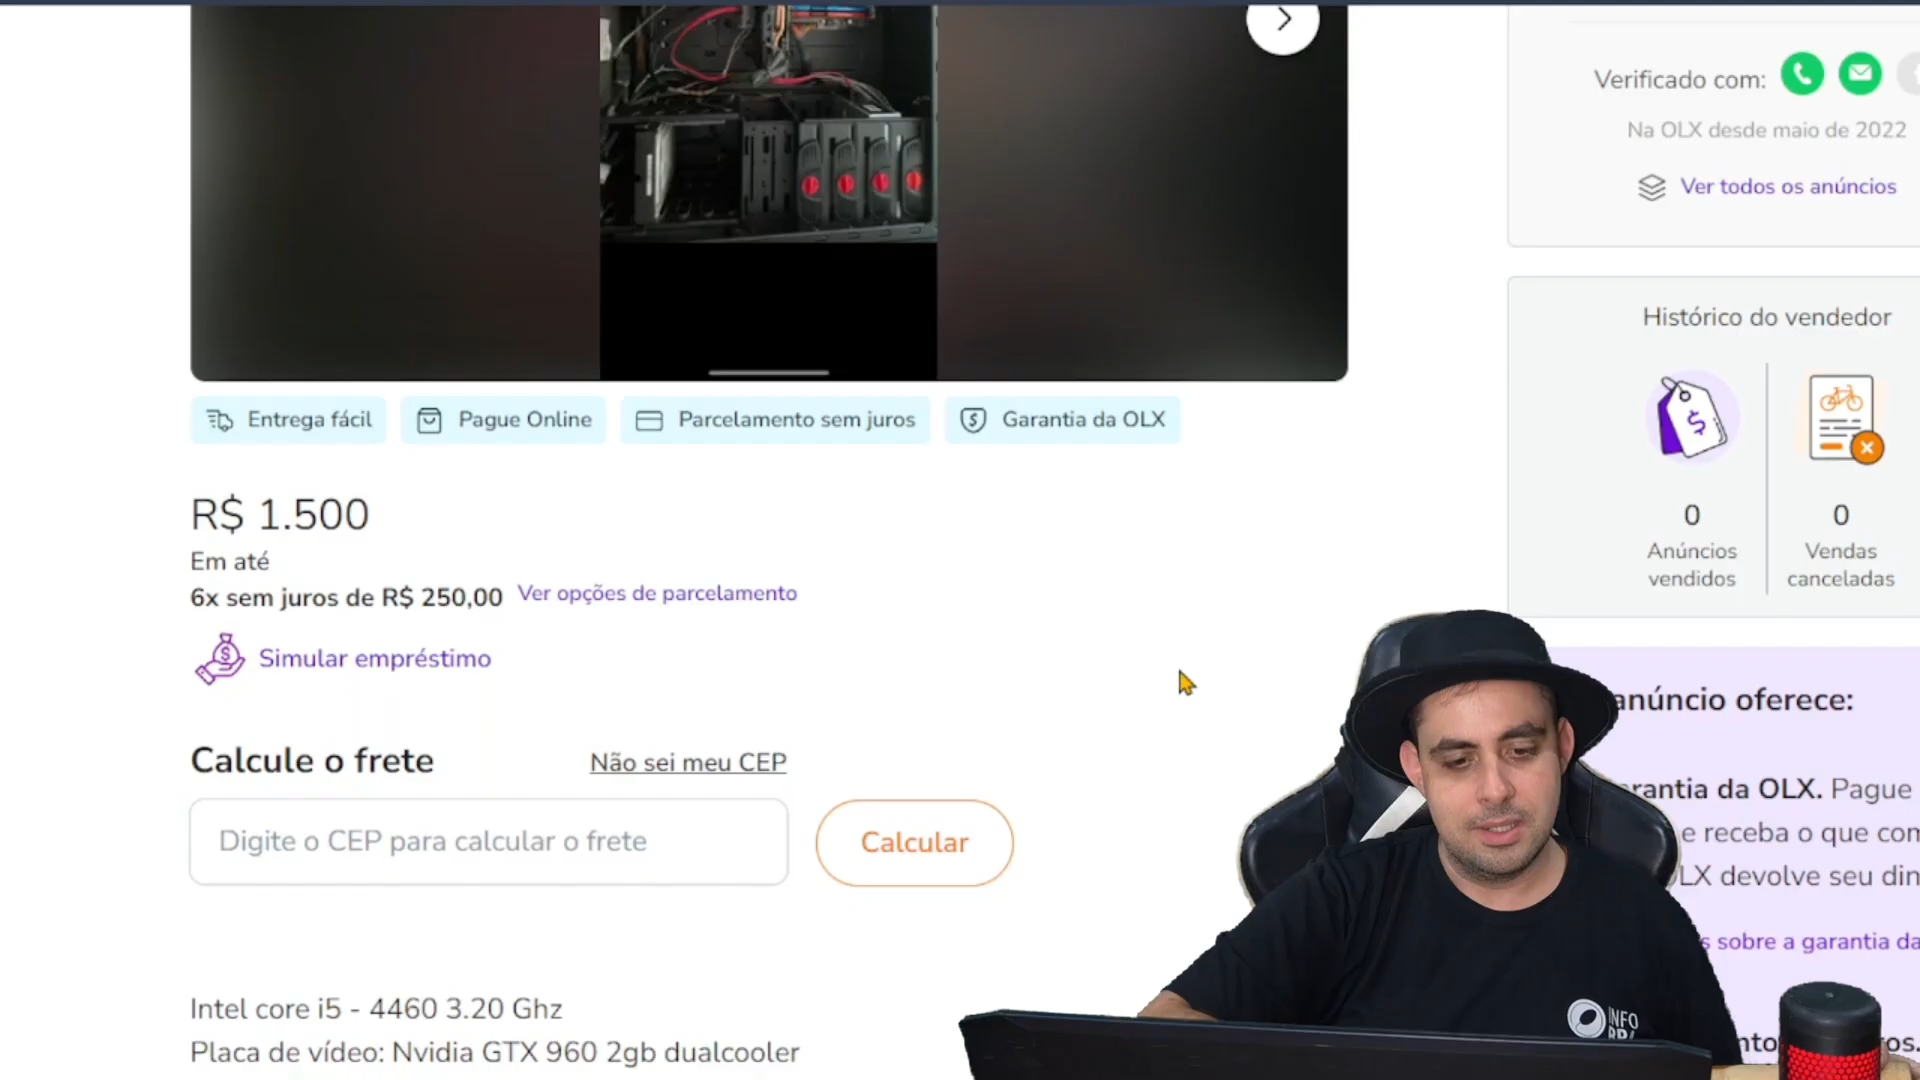 Verificado com:
Na OLX desde maio de 2022
Ver todos os anúncios
Histórico do vendedor
0
Anúncios
vendidos
0
Vendas
canceladas
Entrega fácil
Pague Online
Parcelamento sem juros
Garantia da OLX
R$ 1.500
Em até
6x sem juros de R$ 250,00 Ver opções de parcelamento
Simular empréstimo
Calcule o frete
Não sei meu CEP
Digite o CEP para calcular o frete
Calcular
Intel core i5 - 4460 3.20 Ghz
Placa de vídeo: Nvidia GTX 960 2gb dualcooler
anúncio oferece:
arantia da OLX. Pague
e receba o que com
OLX devolve seu din
s sobre a garantia da
INFO